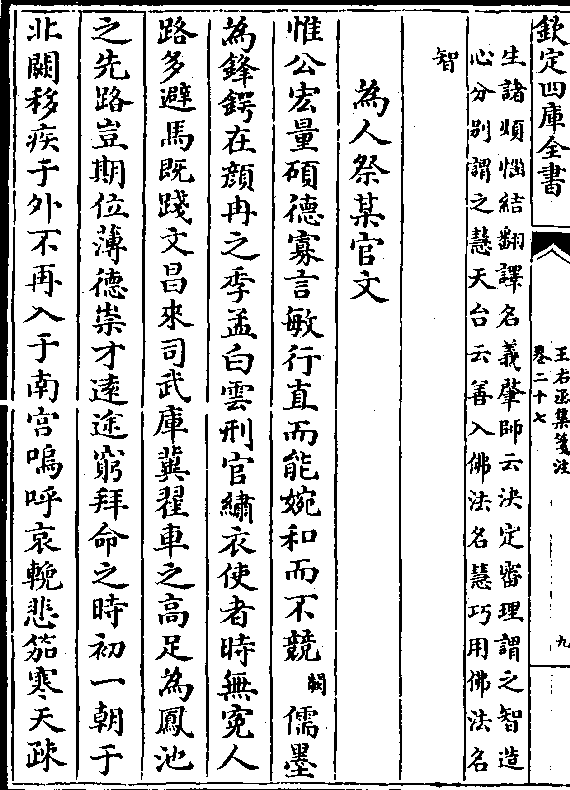 欽定四庫全書
王右丞集箋注
卷二十七
九
生諸煩惱結翻譯名義肇師云決定審理謂之智造
心分別謂之慧天台云善入佛法名慧巧用佛法名
智
為人祭某官文
惟公宏量碩德寡言敏行直而能婉和而不競闕儒墨
為鋒鍔在顔冉之季孟白雲刑官繡衣使者時無寃人
路多避馬既踐文昌來司武庫冀翟車之高足為鳳池
之先路豈期位薄德崇才逺途窮拜命之時初一朝于
北闕移疾于外不再入于南宫嗚呼哀輓悲笳寒天疎